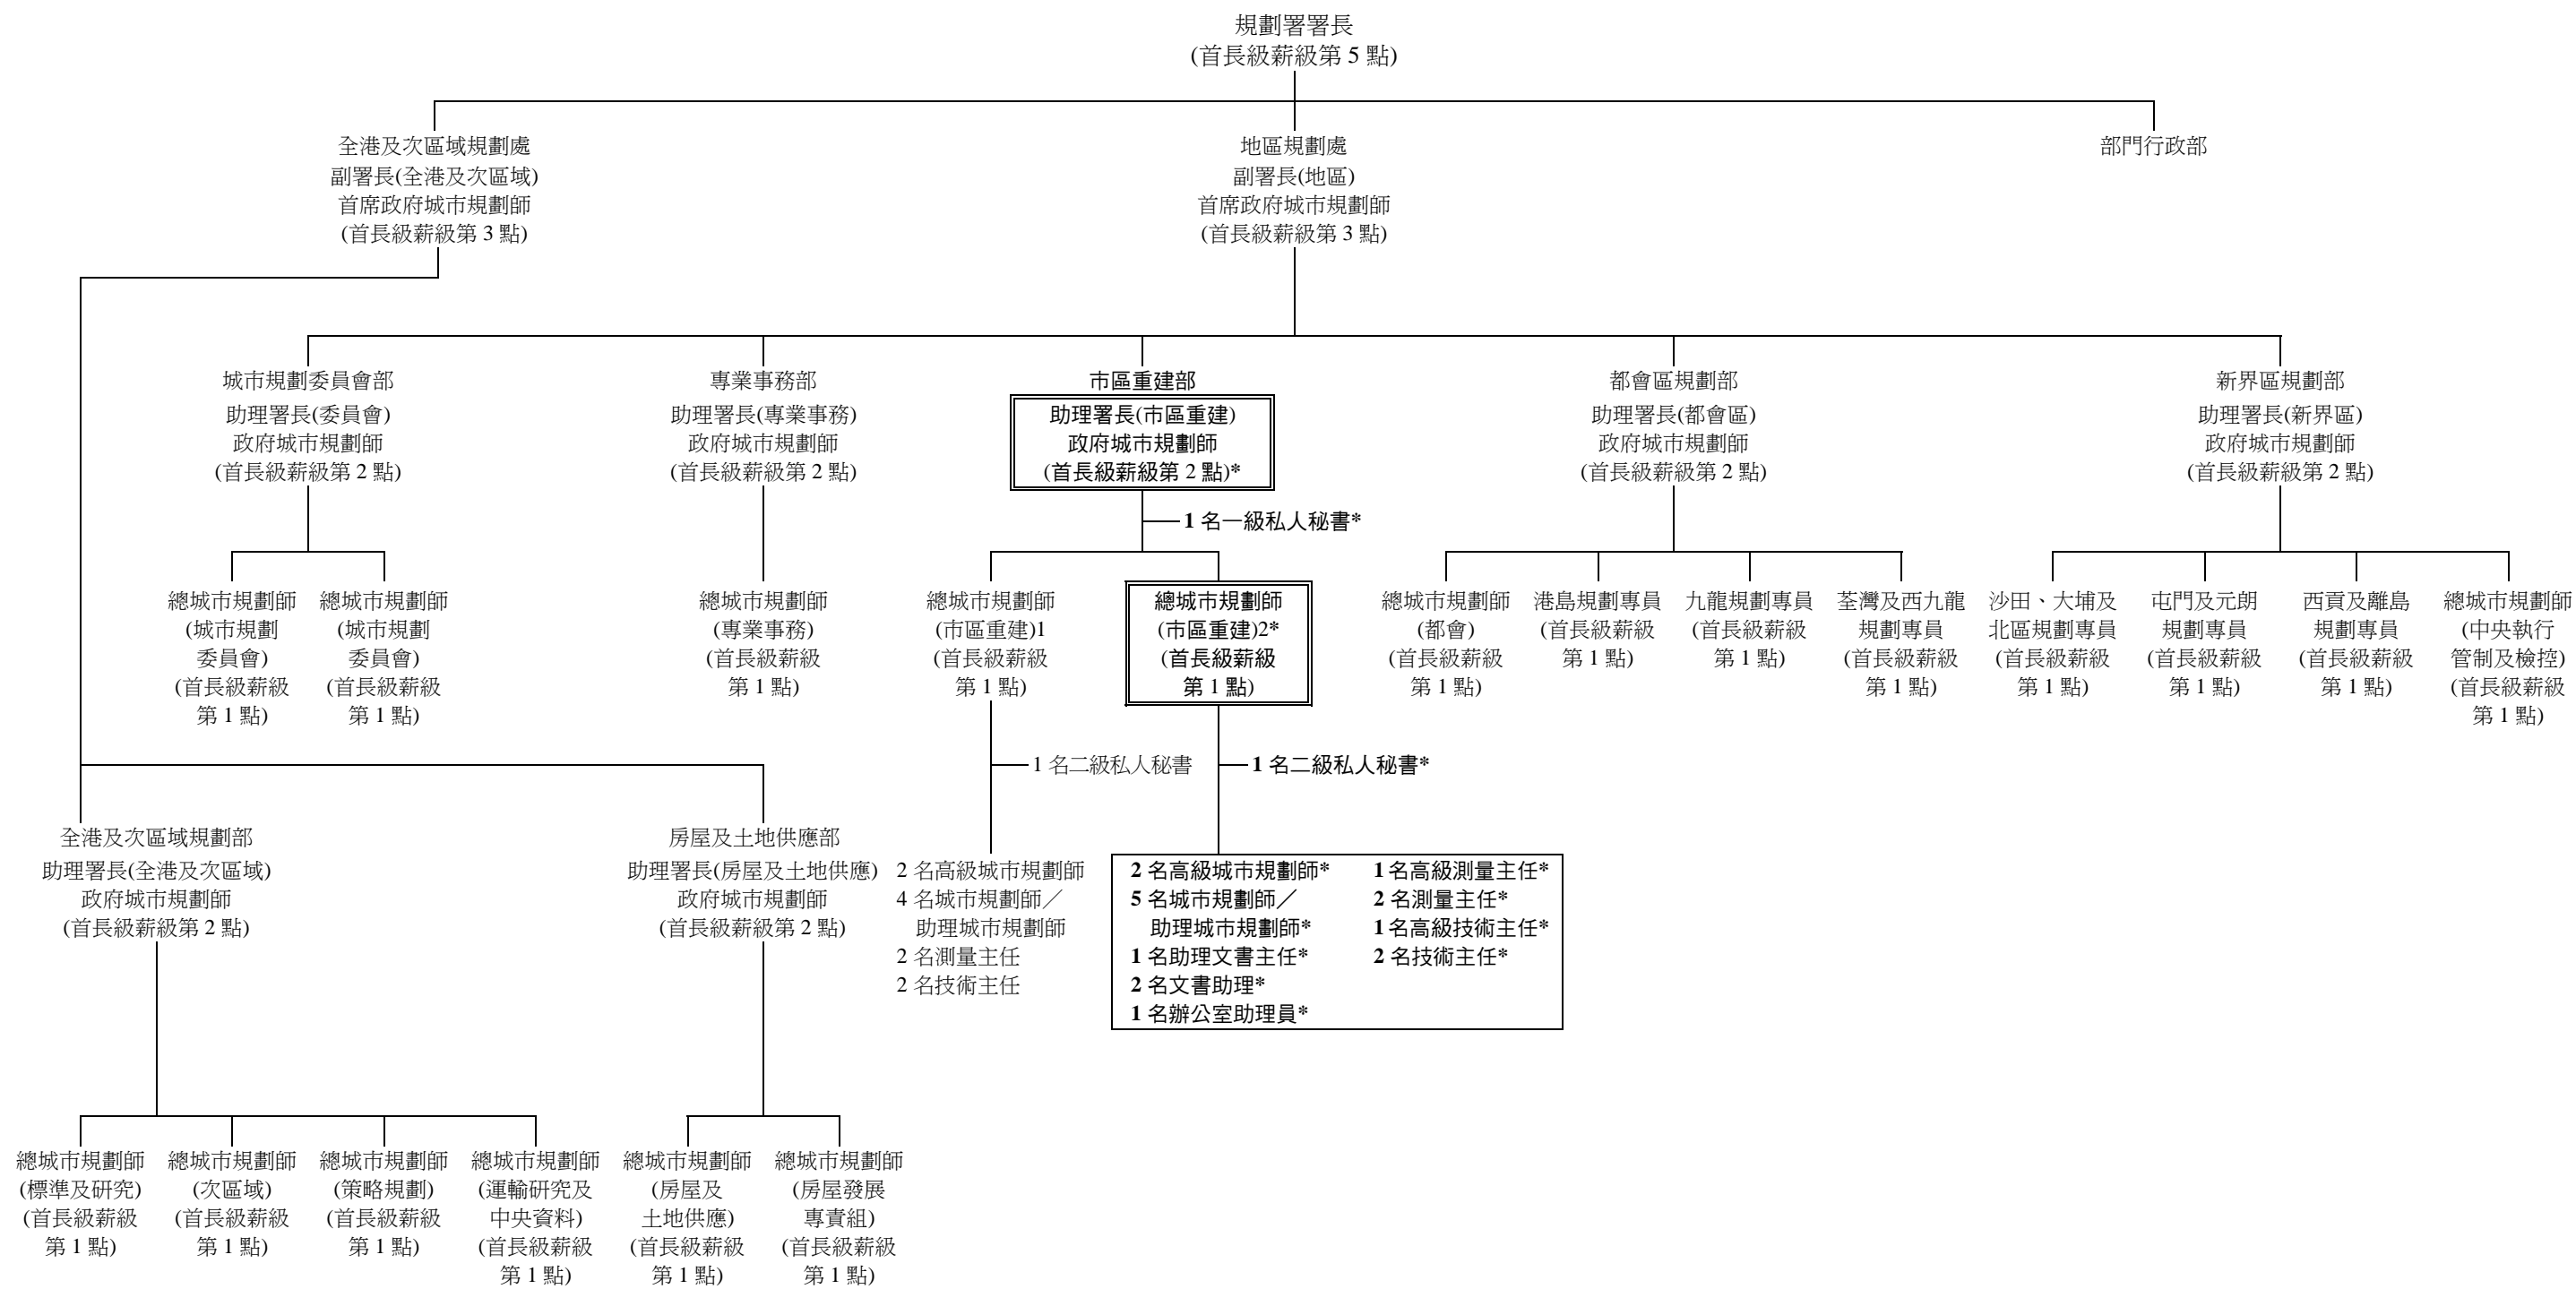 規劃署署長
(首長級薪級第 5 點)
全港及次區域規劃處
副署長(全港及次區域)
首席政府城市規劃師
(首長級薪級第 3 點)
地區規劃處
副署長(地區)
首席政府城市規劃師
(首長級薪級第 3 點)
部門行政部
城市規劃委員會部
助理署長(委員會)
政府城市規劃師
(首長級薪級第 2 點)
專業事務部
助理署長(專業事務)
政府城市規劃師
(首長級薪級第 2 點)
市區重建部
助理署長(市區重建)
政府城市規劃師
(首長級薪級第 2 點)*
都會區規劃部
助理署長(都會區)
政府城市規劃師
(首長級薪級第 2 點)
新界區規劃部
助理署長(新界區)
政府城市規劃師
(首長級薪級第 2 點)
1 名一級私人秘書*
總城市規劃師
(城市規劃
委員會)
(首長級薪級
第 1 點)
總城市規劃師
(城市規劃
委員會)
(首長級薪級
第 1 點)
總城市規劃師
(專業事務)
(首長級薪級
第 1 點)
總城市規劃師
(市區重建)1
(首長級薪級
第 1 點)
總城市規劃師
(市區重建)2*
(首長級薪級
第 1 點)
總城市規劃師
(都會)
(首長級薪級
第 1 點)
港島規劃專員
(首長級薪級
第 1 點)
九龍規劃專員
(首長級薪級
第 1 點)
荃灣及西九龍
規劃專員
(首長級薪級
第 1 點)
沙田、大埔及
北區規劃專員
(首長級薪級
第 1 點)
屯門及元朗
規劃專員
(首長級薪級
第 1 點)
西貢及離島
規劃專員
(首長級薪級
第 1 點)
總城市規劃師
(中央執行
管制及檢控)
(首長級薪級
第 1 點)
1 名二級私人秘書
1 名二級私人秘書*
全港及次區域規劃部
助理署長(全港及次區域)
政府城市規劃師
(首長級薪級第 2 點)
房屋及土地供應部
助理署長(房屋及土地供應)
政府城市規劃師
(首長級薪級第 2 點)
2 名高級城市規劃師
4 名城市規劃師／
助理城市規劃師
2 名測量主任
2 名技術主任
2 名高級城市規劃師*
5 名城市規劃師／
助理城市規劃師*
1 名助理文書主任*
2 名文書助理*
1 名辦公室助理員*
1 名高級測量主任*
2 名測量主任*
1 名高級技術主任*
2 名技術主任*
總城市規劃師
(標準及研究)
(首長級薪級
第 1 點)
總城市規劃師
(次區域)
(首長級薪級
第 1 點)
總城市規劃師
(策略規劃)
(首長級薪級
第 1 點)
總城市規劃師
(運輸研究及
中央資料)
(首長級薪級
第 1 點)
總城市規劃師
(房屋及
土地供應)
(首長級薪級
第 1 點)
總城市規劃師
(房屋發展
專責組)
(首長級薪級
第 1 點)